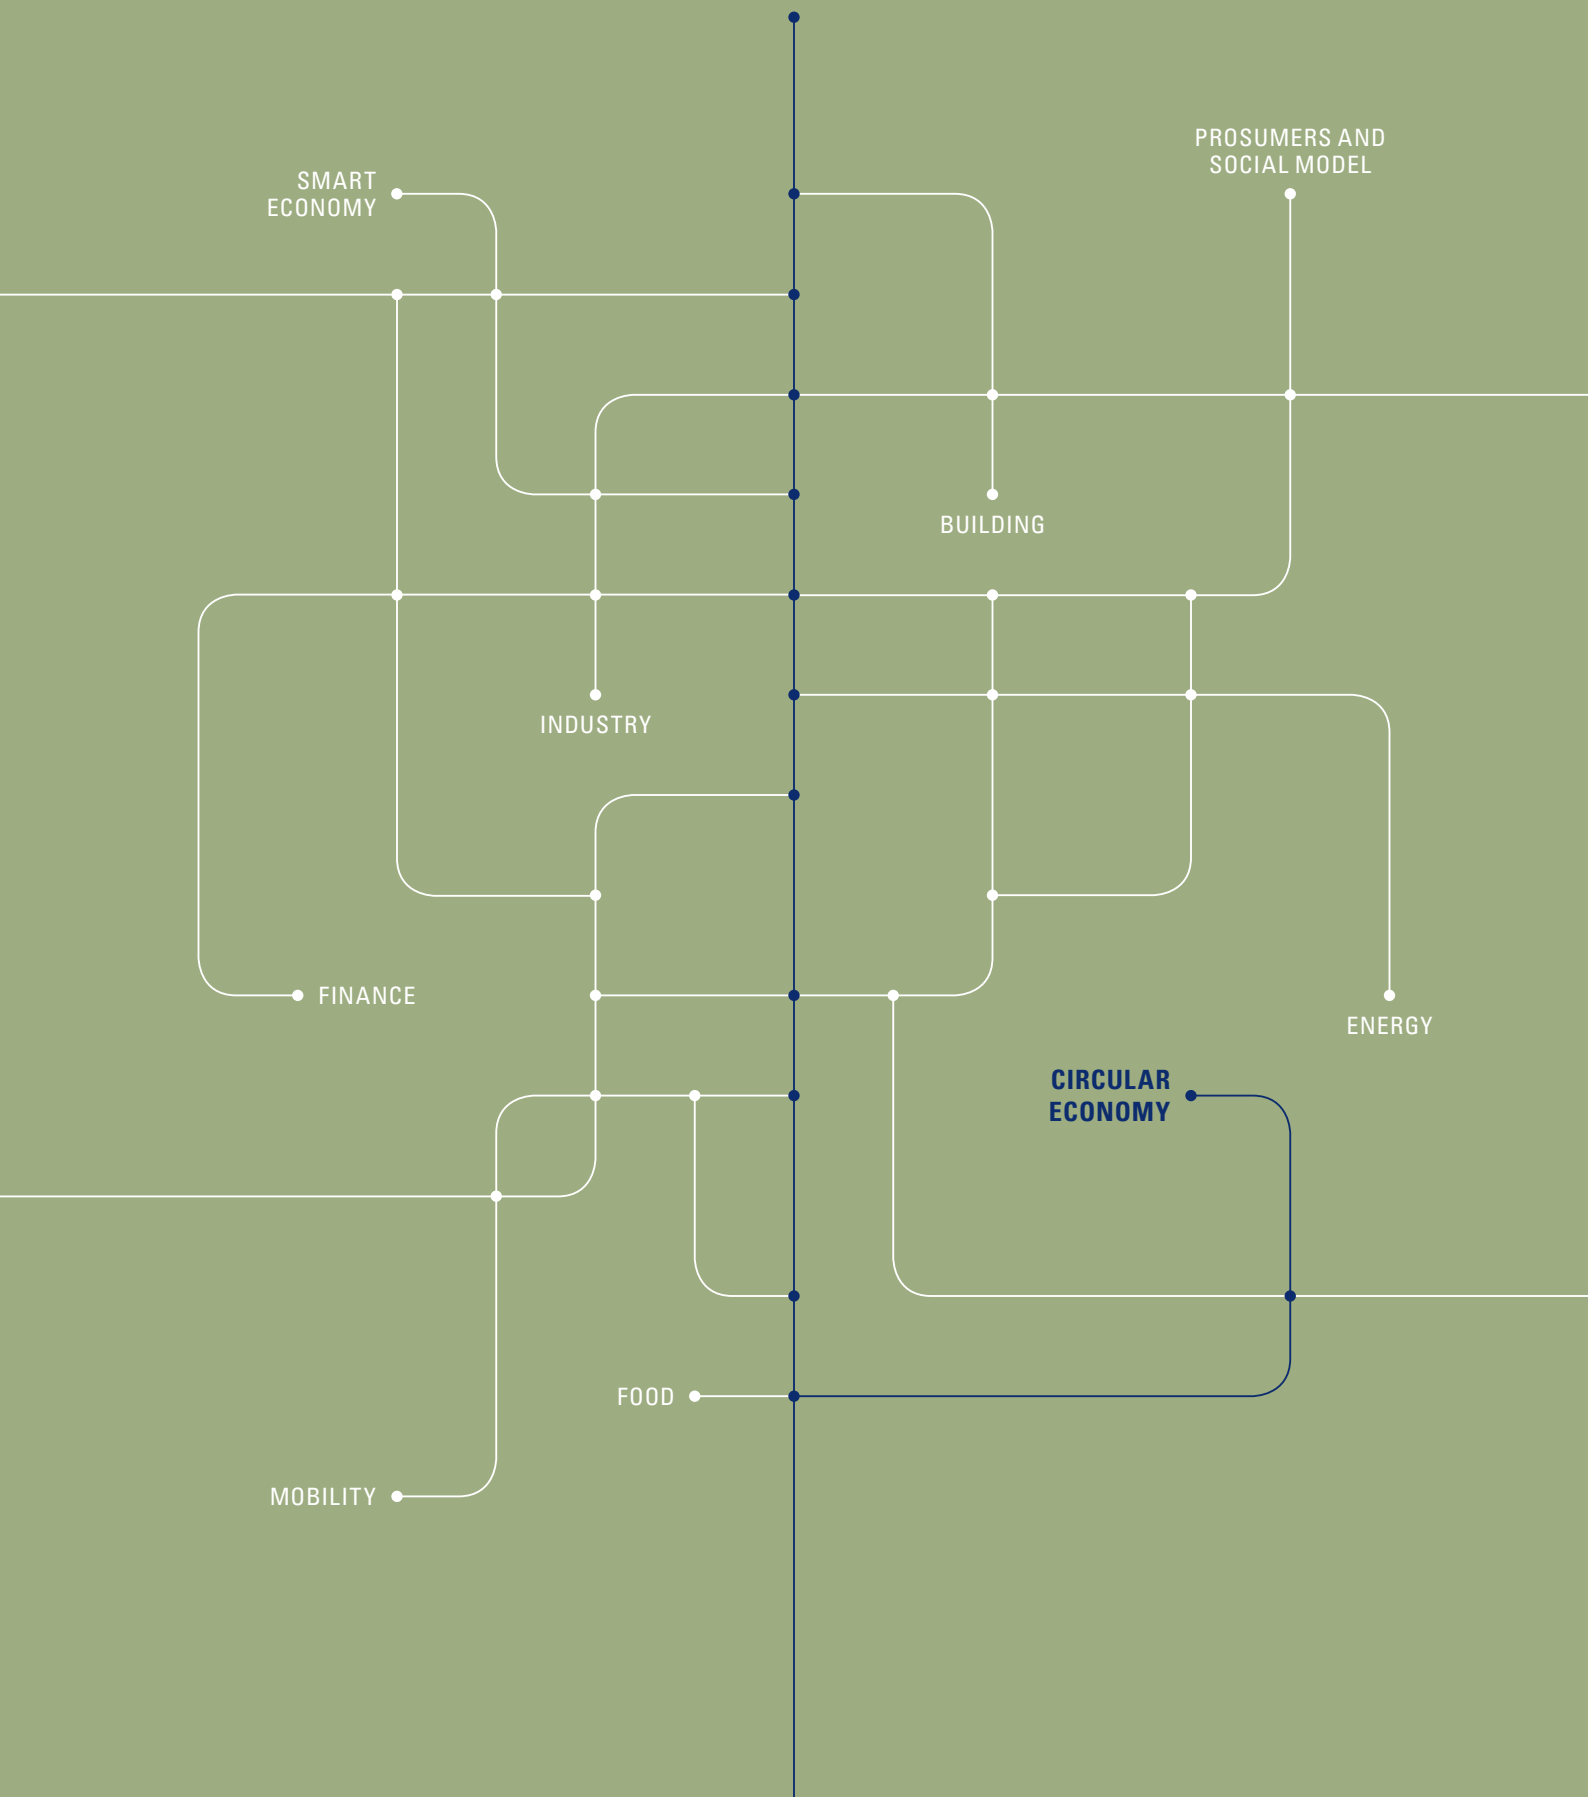 PROSUMERS AND
SOCIAL MODEL
SMART
ECONOMY
BUILDING
INDUSTRY
FINANCE
ENERGY
CIRCULAR
ECONOMY
FOOD
MOBILITY